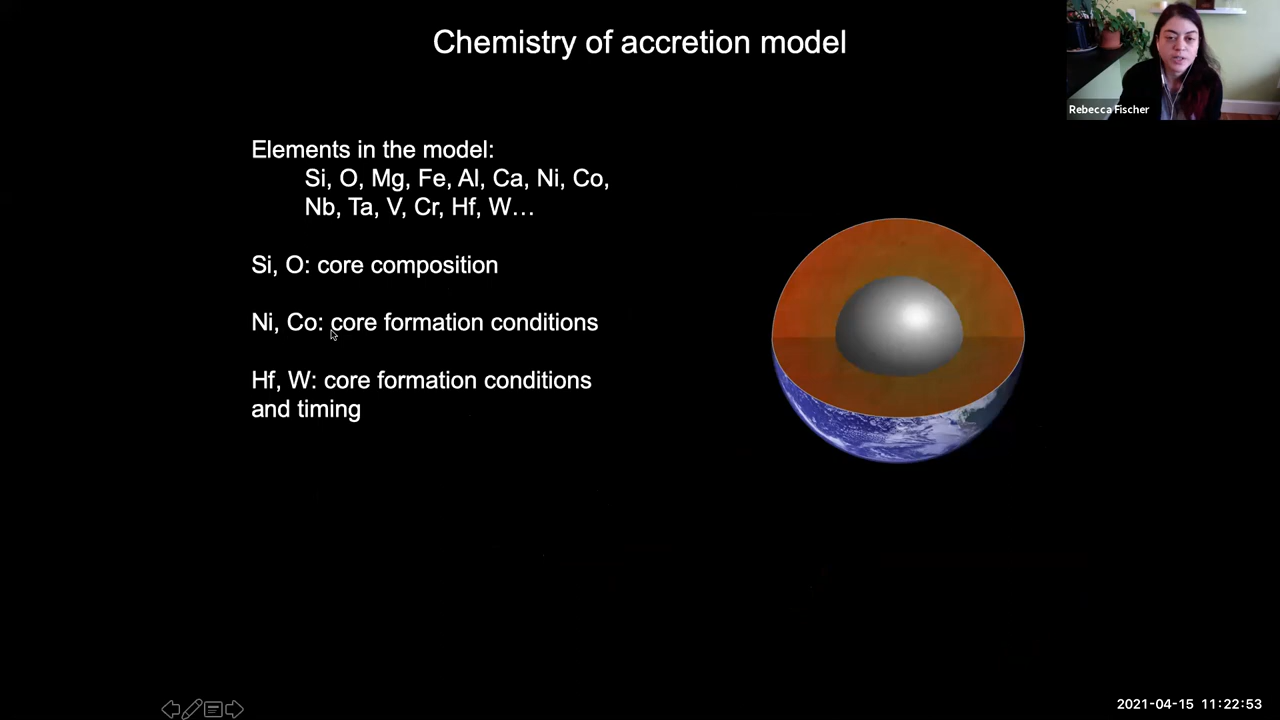 Chemistry of accretion model
Rebecca Fischer
Elements in the model:
Si, O, Mg, Fe, Al, Ca, Ni, Co,
Nb, Ta, V, Cr, Hf, W…
Si, O: core composition
Ni, Co: core formation conditions
Hf, W: core formation conditions
and timing
2021-04-15 11:22:53